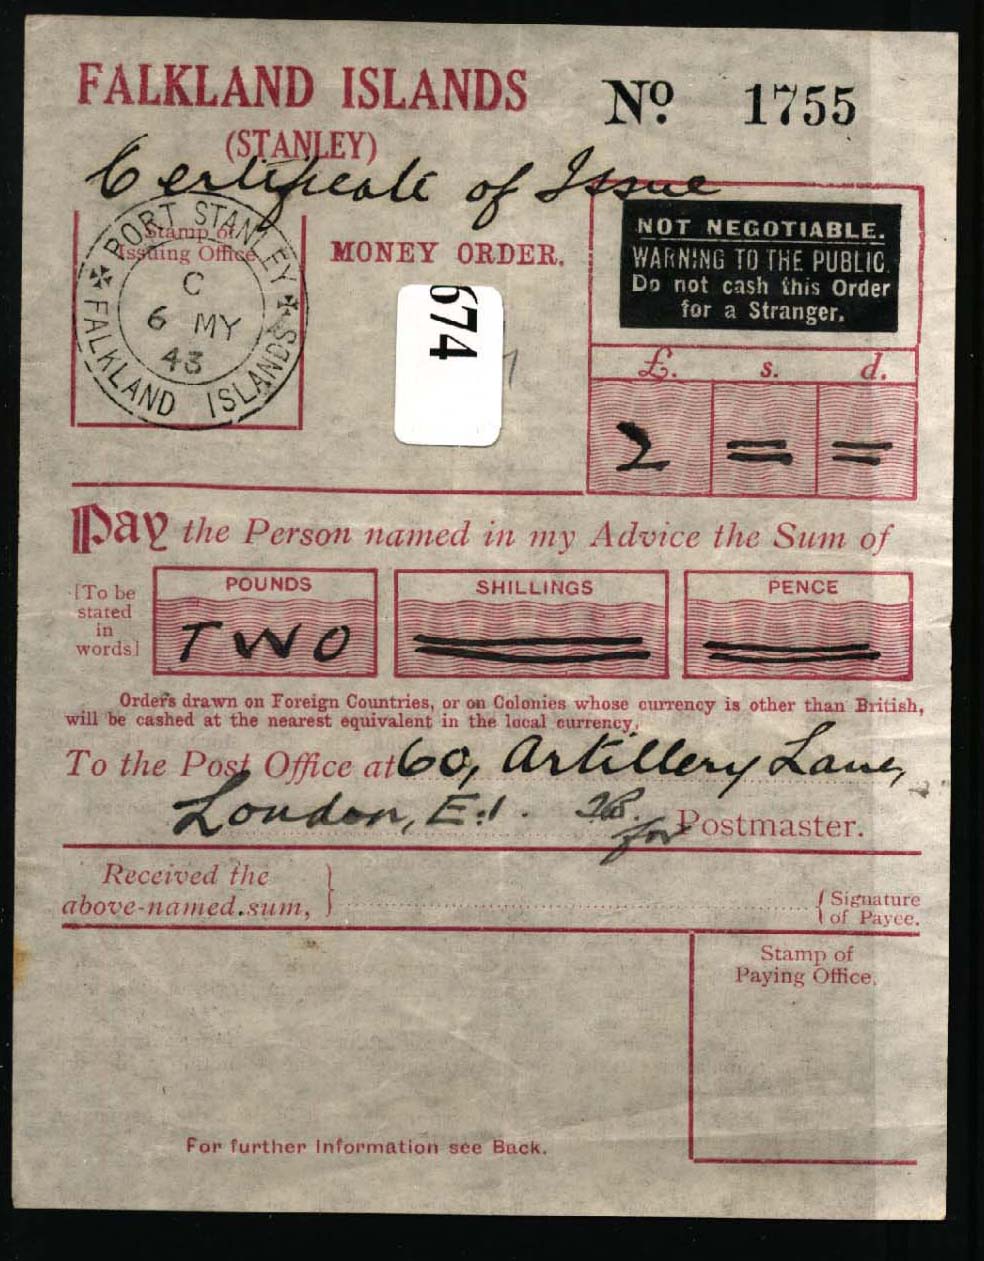 FALKLAND ISLANDS
(STANLEY)
No. 1755
Certificate of Issue
Stamp of
Issuing Office
PORT STANLEY
FALKLAND ISLANDS
C
6 MY
43
MONEY ORDER.
674
NOT NEGOTIABLE.
WARNING TO THE PUBLIC.
Do not cash this Order
for a Stranger.
£. s. d.
2 = =
Pay the Person named in my Advice the Sum of
[To be
stated
in
words]
POUNDS SHILLINGS PENCE
TWO
Orders drawn on Foreign Countries, or on Colonies whose currency is other than British,
will be cashed at the nearest equivalent in the local currency.
To the Post Office at 60, Artillery Lane,
London, E.1. for Postmaster.
Received the
above-named sum,
Signature
of Payee.
Stamp of
Paying Office.
For further Information see Back.